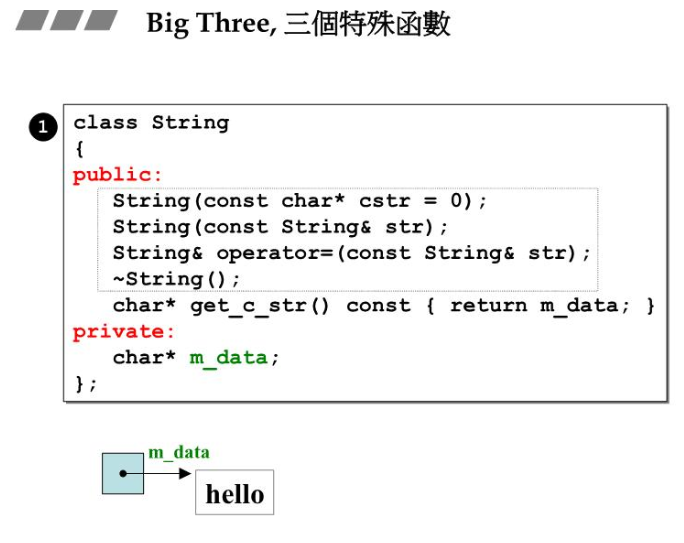 Big Three, 三個特殊函數
1
class String
{
public:
String(const char* cstr = 0);
String(const String& str);
String& operator=(const String& str);
~String();
char* get_c_str() const { return m_data; }
private:
char* m_data;
};
m_data
hello